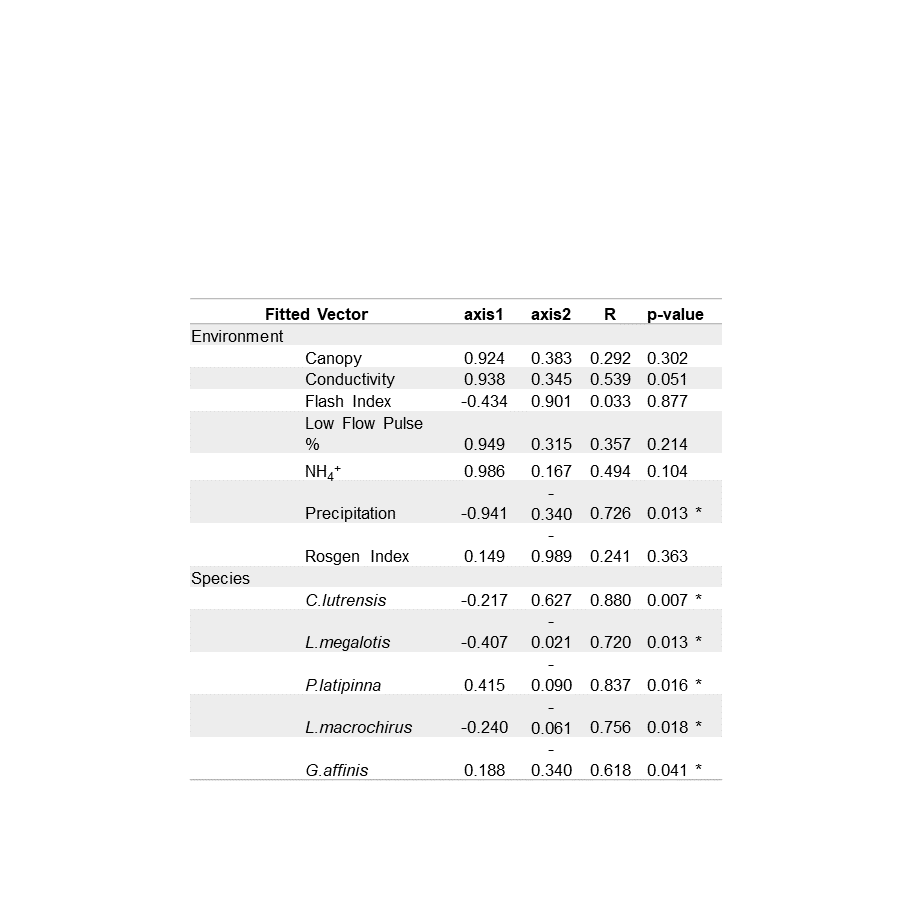 Fitted Vector axis1 axis2 R p-value
Environment
Canopy 0.924 0.383 0.292 0.302
Conductivity 0.938 0.345 0.539 0.051
Flash Index -0.434 0.901 0.033 0.877
Low Flow Pulse
% 0.949 0.315 0.357 0.214
NH₄⁺ 0.986 0.167 0.494 0.104
-
Precipitation -0.941 0.340 0.726 0.013 *
-
Rosgen Index 0.149 0.989 0.241 0.363
Species
C.lutrensis -0.217 0.627 0.880 0.007 *
-
L.megalotis -0.407 0.021 0.720 0.013 *
-
P.latipinna 0.415 0.090 0.837 0.016 *
-
L.macrochirus -0.240 0.061 0.756 0.018 *
-
G.affinis 0.188 0.340 0.618 0.041 *